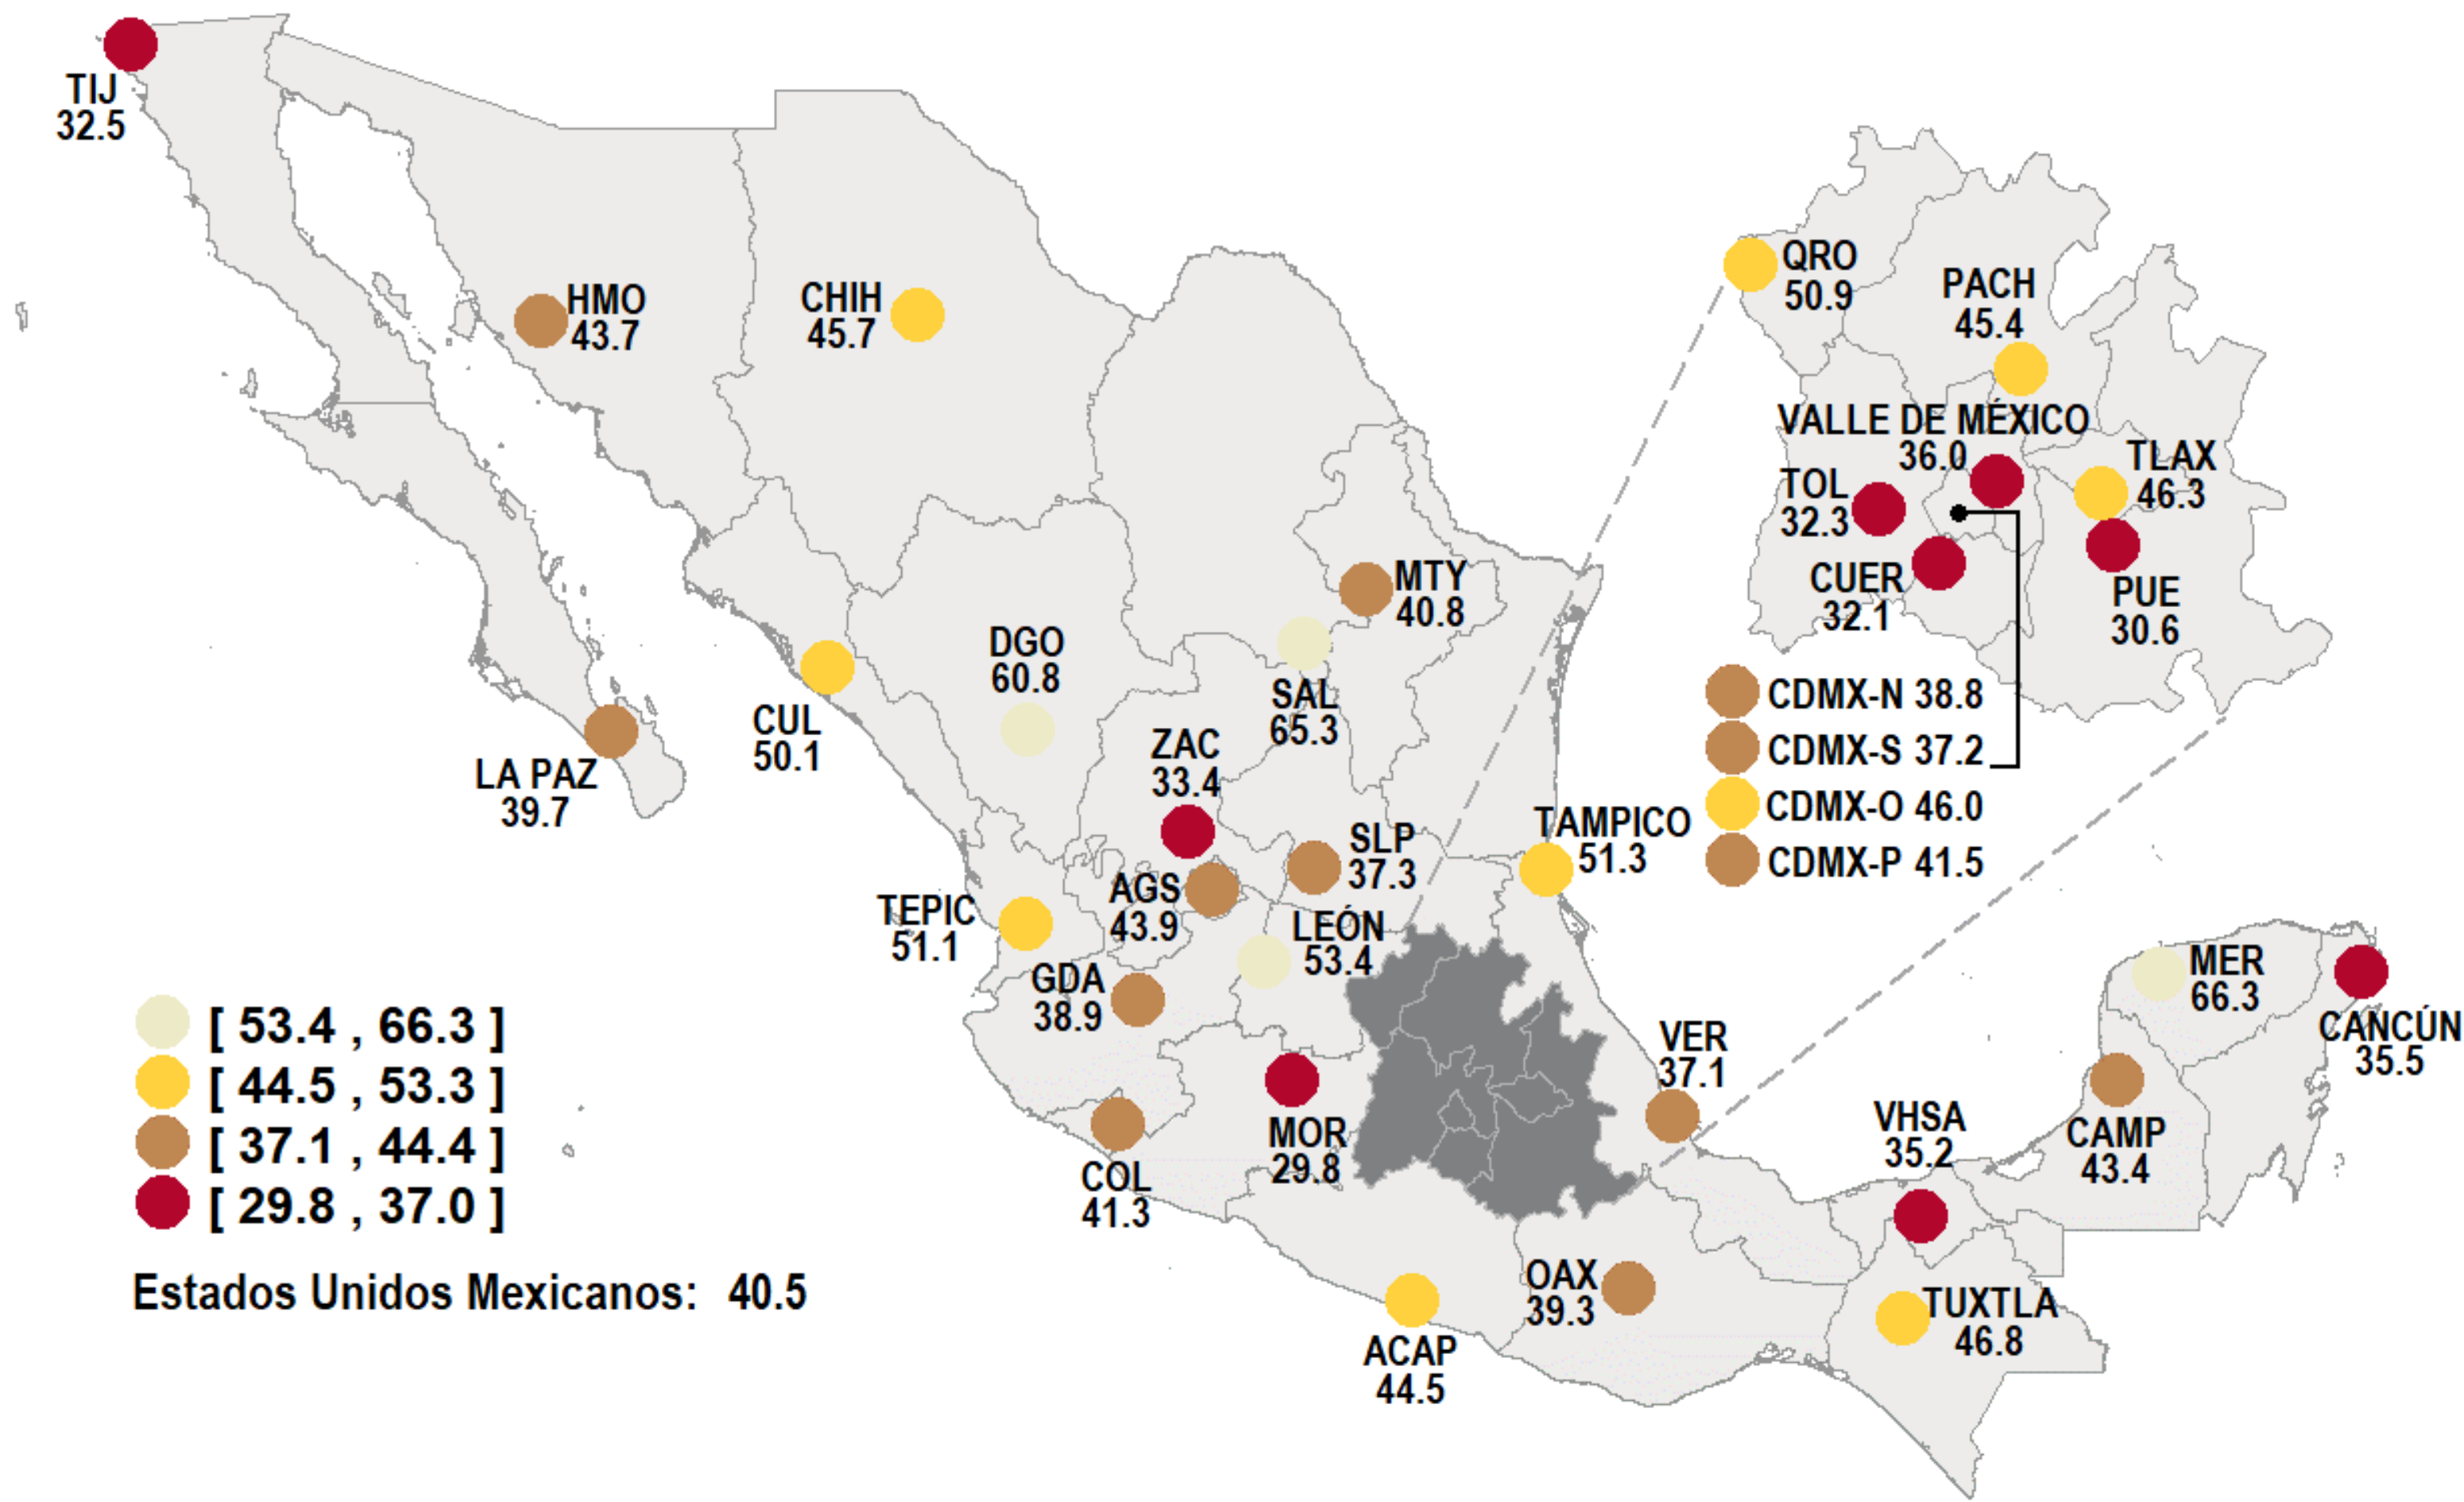 TIJ
32.5
HMO
43.7
CHIH
45.7
QRO
50.9
PACH
45.4
VALLE DE MÉXICO
36.0
TLAX
46.3
TOL
32.3
CUER
32.1
PUE
30.6
CDMX-N 38.8
CDMX-S 37.2
CDMX-O 46.0
CDMX-P 41.5
MTY
40.8
DGO
60.8
SAL
65.3
CUL
50.1
LA PAZ
39.7
ZAC
33.4
SLP
37.3
TAMPICO
51.3
AGS
43.9
TEPIC
51.1
LEÓN
53.4
GDA
38.9
MER
66.3
CANCÚN
35.5
VER
37.1
MOR
29.8
VHSA
35.2
CAMP
43.4
COL
41.3
OAX
39.3
TUXTLA
46.8
ACAP
44.5
[ 53.4 , 66.3 ]
[ 44.5 , 53.3 ]
[ 37.1 , 44.4 ]
[ 29.8 , 37.0 ]
Estados Unidos Mexicanos: 40.5